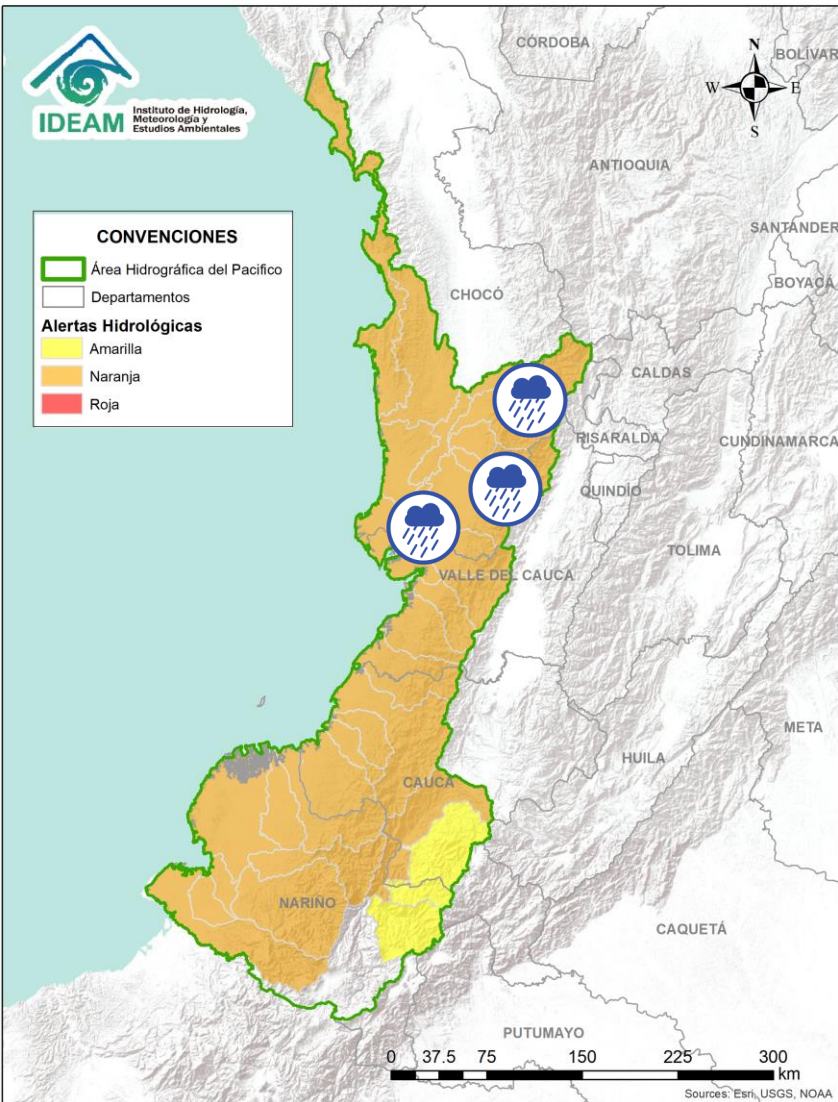 IDEAM
Instituto de Hidrología,
Meteorología y
Estudios Ambientales
CONVENCIONES
Área Hidrográfica del Pacifico
Departamentos
Alertas Hidrológicas
Amarilla
Naranja
Roja
N
W E
S
CÓRDOBA
BOLÍVAR
ANTIOQUIA
SANTANDER
BOYACÁ
CHOCÓ
CALDAS
RISARALDA
CUNDINAMARCA
QUINDÍO
TOLIMA
VALLE DEL CAUCA
META
HUILA
CAUCA
NARIÑO
CAQUETÁ
PUTUMAYO
0 37.5 75 150 225 300
km
Sources: Esri, USGS, NOAA